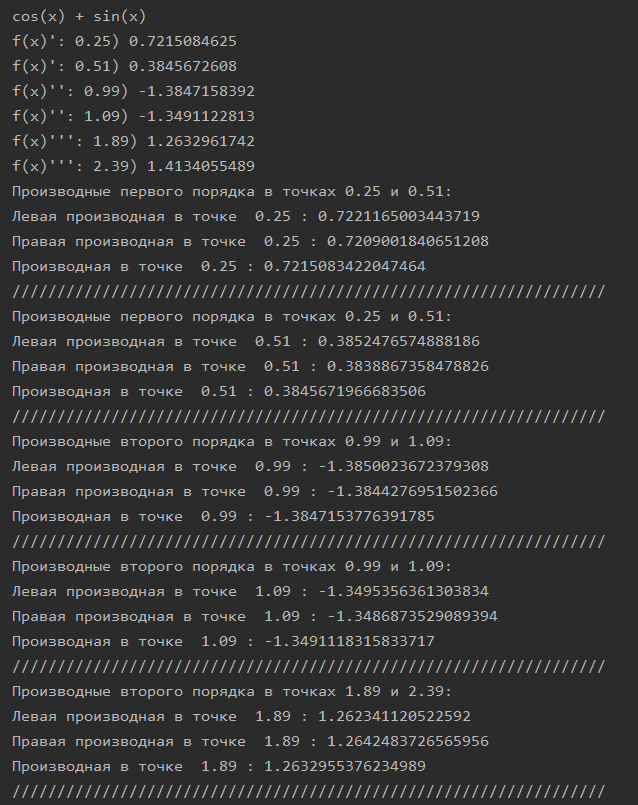 cos(x) + sin(x)
f(x)': 0.25) 0.7215084625
f(x)': 0.51) 0.3845672608
f(x)'': 0.99) -1.3847158392
f(x)'': 1.09) -1.3491122813
f(x)''': 1.89) 1.2632961742
f(x)''': 2.39) 1.4134055489
Производные первого порядка в точках 0.25 и 0.51:
Левая производная в точке  0.25 : 0.7221165003443719
Правая производная в точке  0.25 : 0.7209001840651208
Производная в точке  0.25 : 0.7215083422047464
//////////////////////////////////////////////////////////////////
Производные первого порядка в точках 0.25 и 0.51:
Левая производная в точке  0.51 : 0.3852476574888186
Правая производная в точке  0.51 : 0.3838867358478826
Производная в точке  0.51 : 0.3845671966683506
//////////////////////////////////////////////////////////////////
Производные второго порядка в точках 0.99 и 1.09:
Левая производная в точке  0.99 : -1.3850023672379308
Правая производная в точке  0.99 : -1.3844276951502366
Производная в точке  0.99 : -1.3847153776391785
//////////////////////////////////////////////////////////////////
Производные второго порядка в точках 0.99 и 1.09:
Левая производная в точке  1.09 : -1.3495356361303834
Правая производная в точке  1.09 : -1.3486873529089394
Производная в точке  1.09 : -1.3491118315833717
//////////////////////////////////////////////////////////////////
Производные второго порядка в точках 1.89 и 2.39:
Левая производная в точке  1.89 : 1.262341120522592
Правая производная в точке  1.89 : 1.2642483726565956
Производная в точке  1.89 : 1.2632955376234989
//////////////////////////////////////////////////////////////////